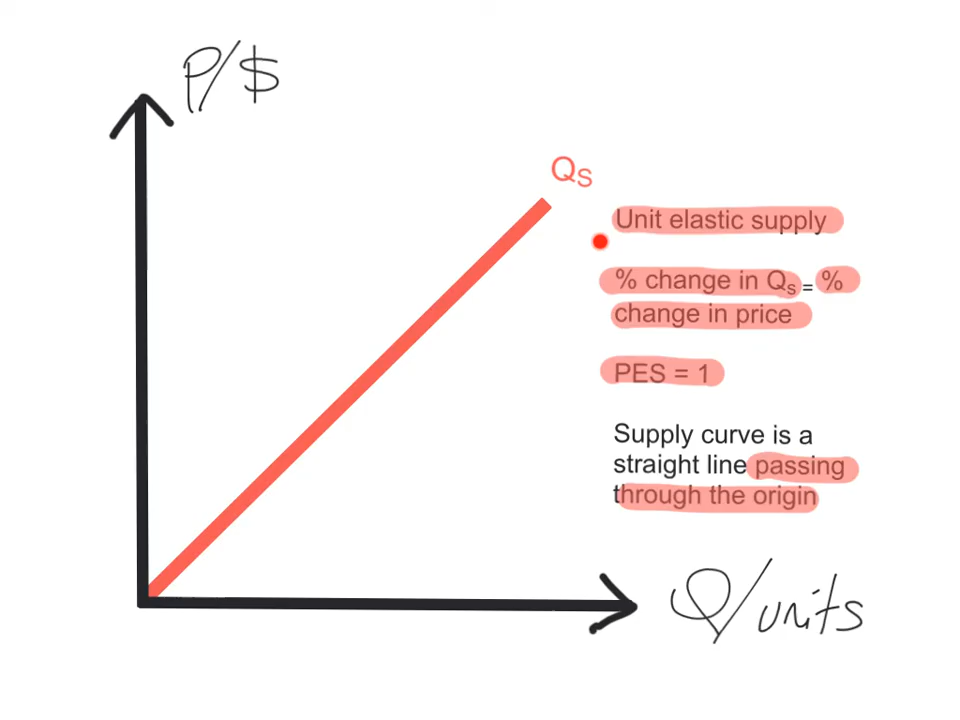 P/$
Qs
Unit elastic supply
% change in Qs = %
change in price
PES = 1
Supply curve is a
straight line passing
through the origin
Q/units